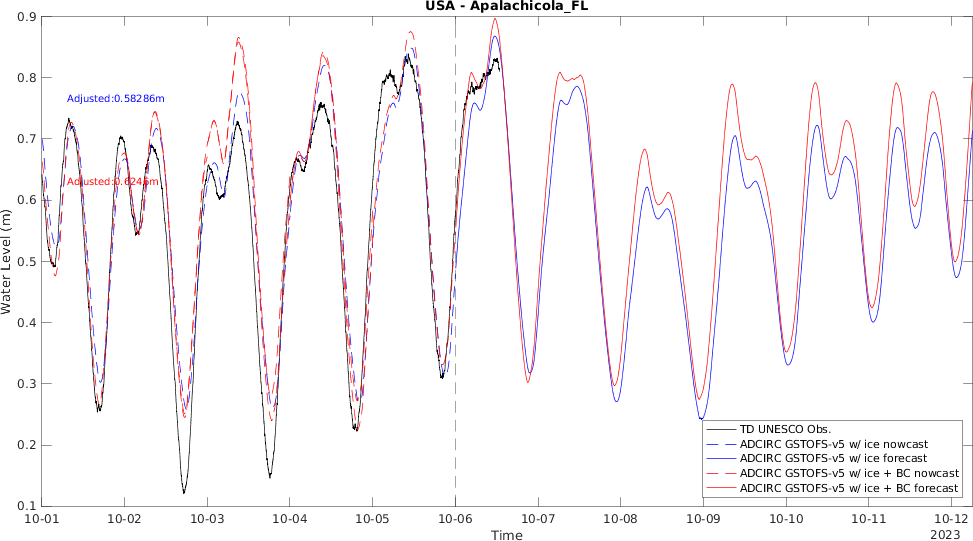 USA - Apalachicola_FL
0.9
0.8
0.7
0.6
0.5
0.4
0.3
0.2
0.1
Water Level (m)
Adjusted:0.58286m
Adjusted:0.6246m
TD UNESCO Obs.
ADCIRC GSTOFS-v5 w/ ice nowcast
ADCIRC GSTOFS-v5 w/ ice forecast
ADCIRC GSTOFS-v5 w/ ice + BC nowcast
ADCIRC GSTOFS-v5 w/ ice + BC forecast
10-01 10-02 10-03 10-04 10-05 10-06 10-07 10-08 10-09 10-10 10-11 10-12
Time
2023